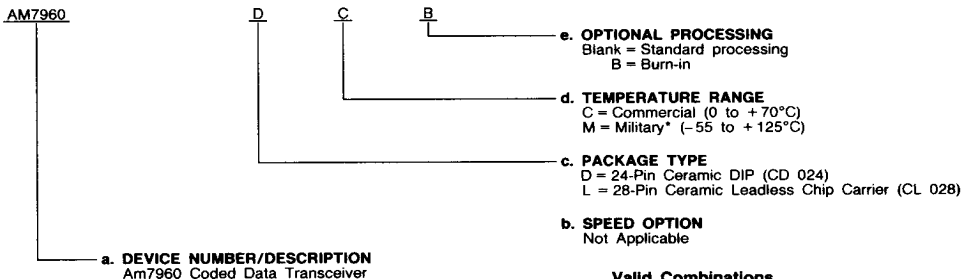 AM7960 D C B
e. OPTIONAL PROCESSING
Blank = Standard processing
B = Burn-in
d. TEMPERATURE RANGE
C = Commercial (0 to +70°C)
M = Military* (–55 to +125°C)
c. PACKAGE TYPE
D = 24-Pin Ceramic DIP (CD 024)
L = 28-Pin Ceramic Leadless Chip Carrier (CL 028)
b. SPEED OPTION
Not Applicable
a. DEVICE NUMBER/DESCRIPTION
Am7960 Coded Data Transceiver
Valid Combinations